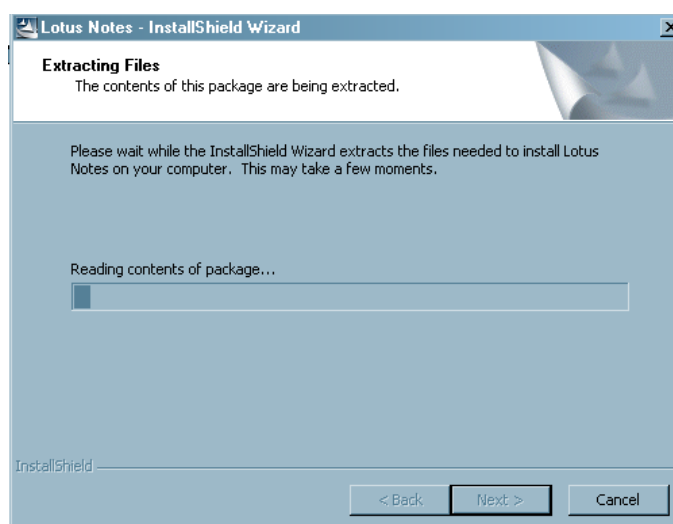 Lotus Notes - InstallShield Wizard
Extracting Files
The contents of this package are being extracted.
Please wait while the InstallShield Wizard extracts the files needed to install Lotus
Notes on your computer.  This may take a few moments.
Reading contents of package...
InstallShield
< Back
Next >
Cancel